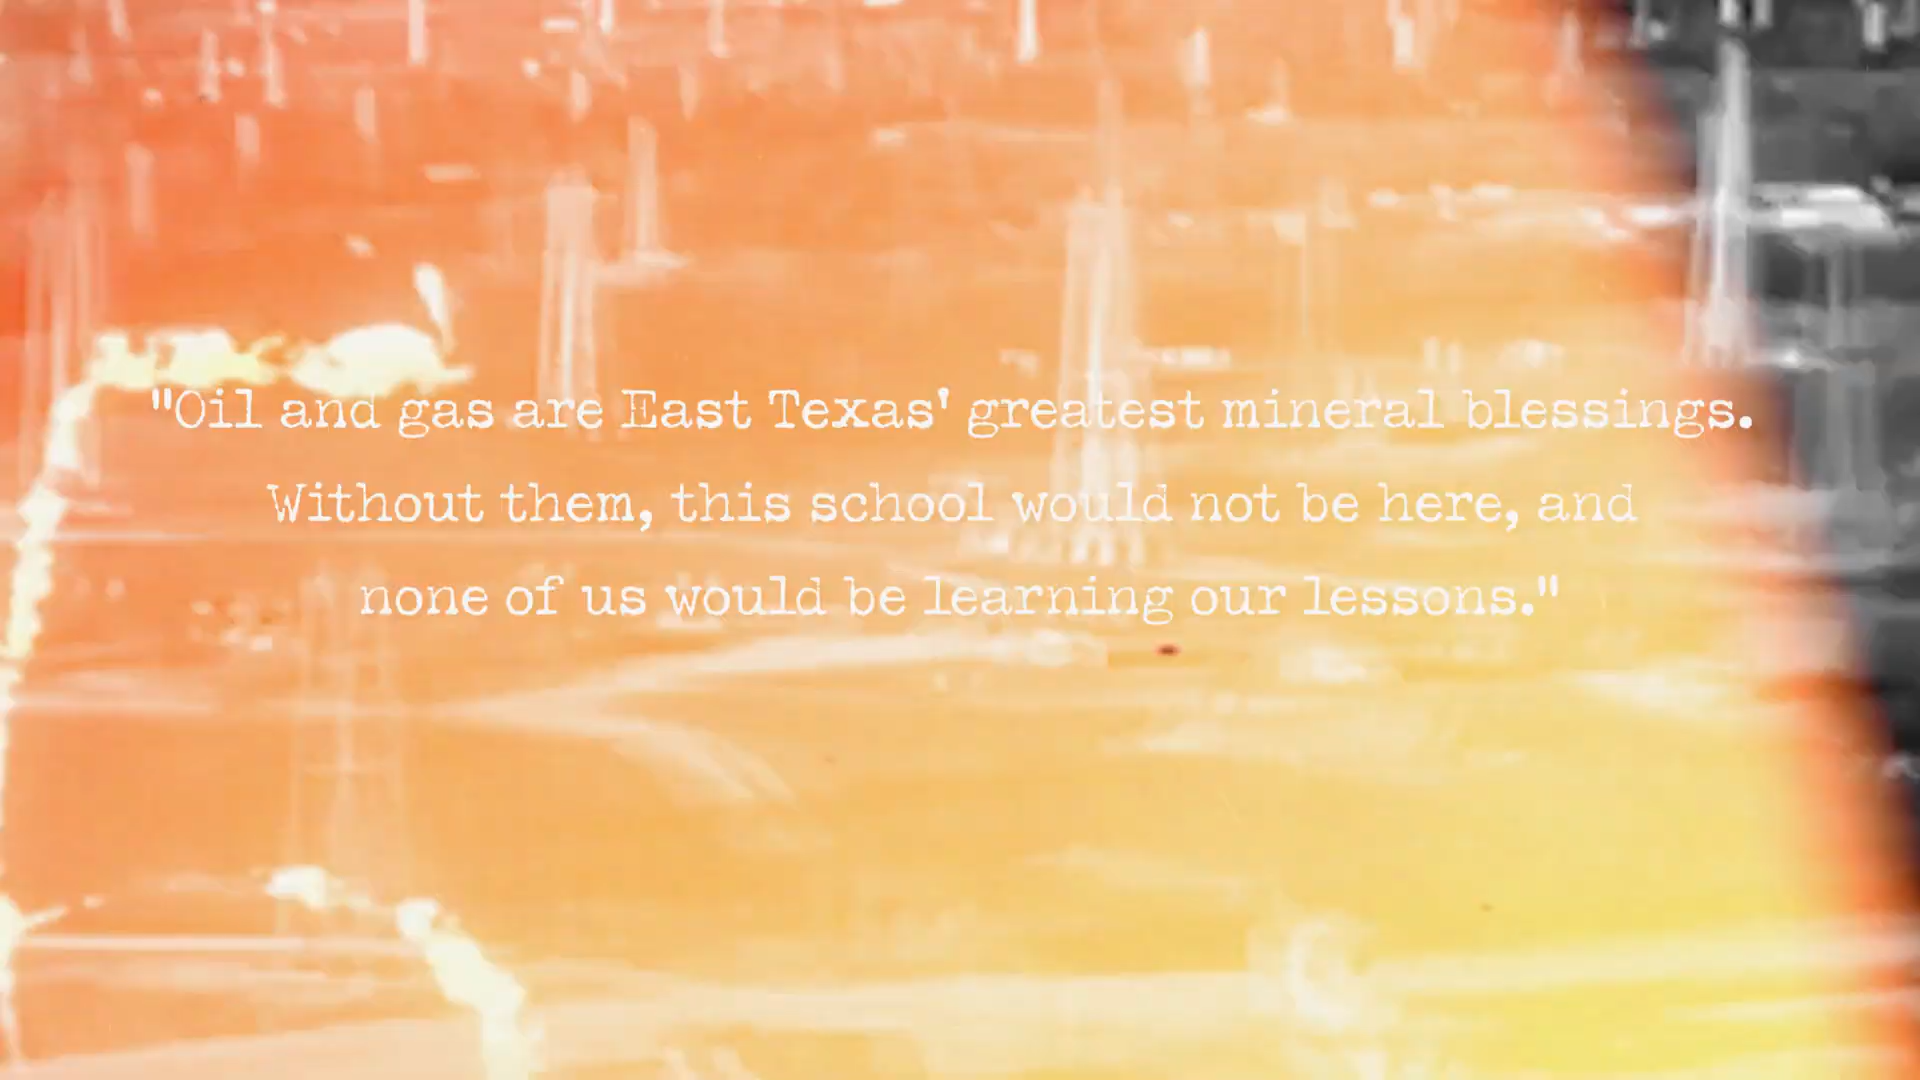 "Oil and gas are East Texas' greatest mineral blessings.
Without them, this school would not be here, and
none of us would be learning our lessons."